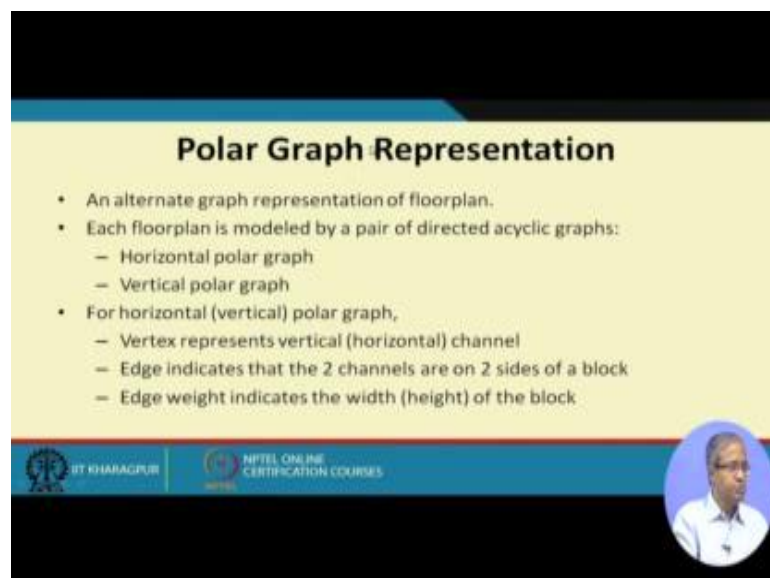 Polar Graph Representation
• An alternate graph representation of floorplan.
• Each floorplan is modeled by a pair of directed acyclic graphs:
– Horizontal polar graph
– Vertical polar graph
• For horizontal (vertical) polar graph,
– Vertex represents vertical (horizontal) channel
– Edge indicates that the 2 channels are on 2 sides of a block
– Edge weight indicates the width (height) of the block
IIT KHARAGPUR
NPTEL ONLINE
CERTIFICATION COURSES
NPTEL